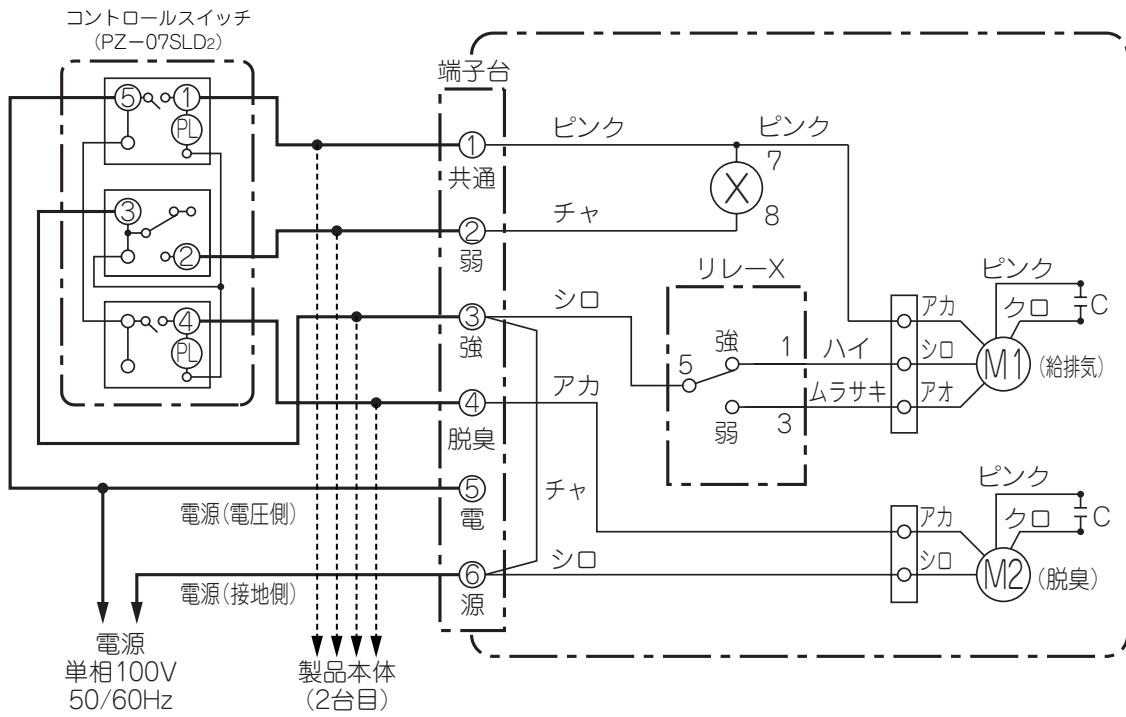 コントロールスイッチ
(PZ-07SLD₂)
⑤
①
PL
③
②
④
PL
端子台
①
共通
②
弱
③
強
④
脱臭
⑤
電
⑥
源
ピンク
ピンク
7
X
8
チャ
リレーX
シロ
強
5
1
ハイ
ムラサキ
3
弱
アカ
チャ
シロ
アカ
シロ
アオ
ピンク
クロ
C
M1
(給排気)
アカ
シロ
ピンク
クロ
C
M2
(脱臭)
電源(電圧側)
電源(接地側)
電源
単相100V
50/60Hz
製品本体
(2台目)